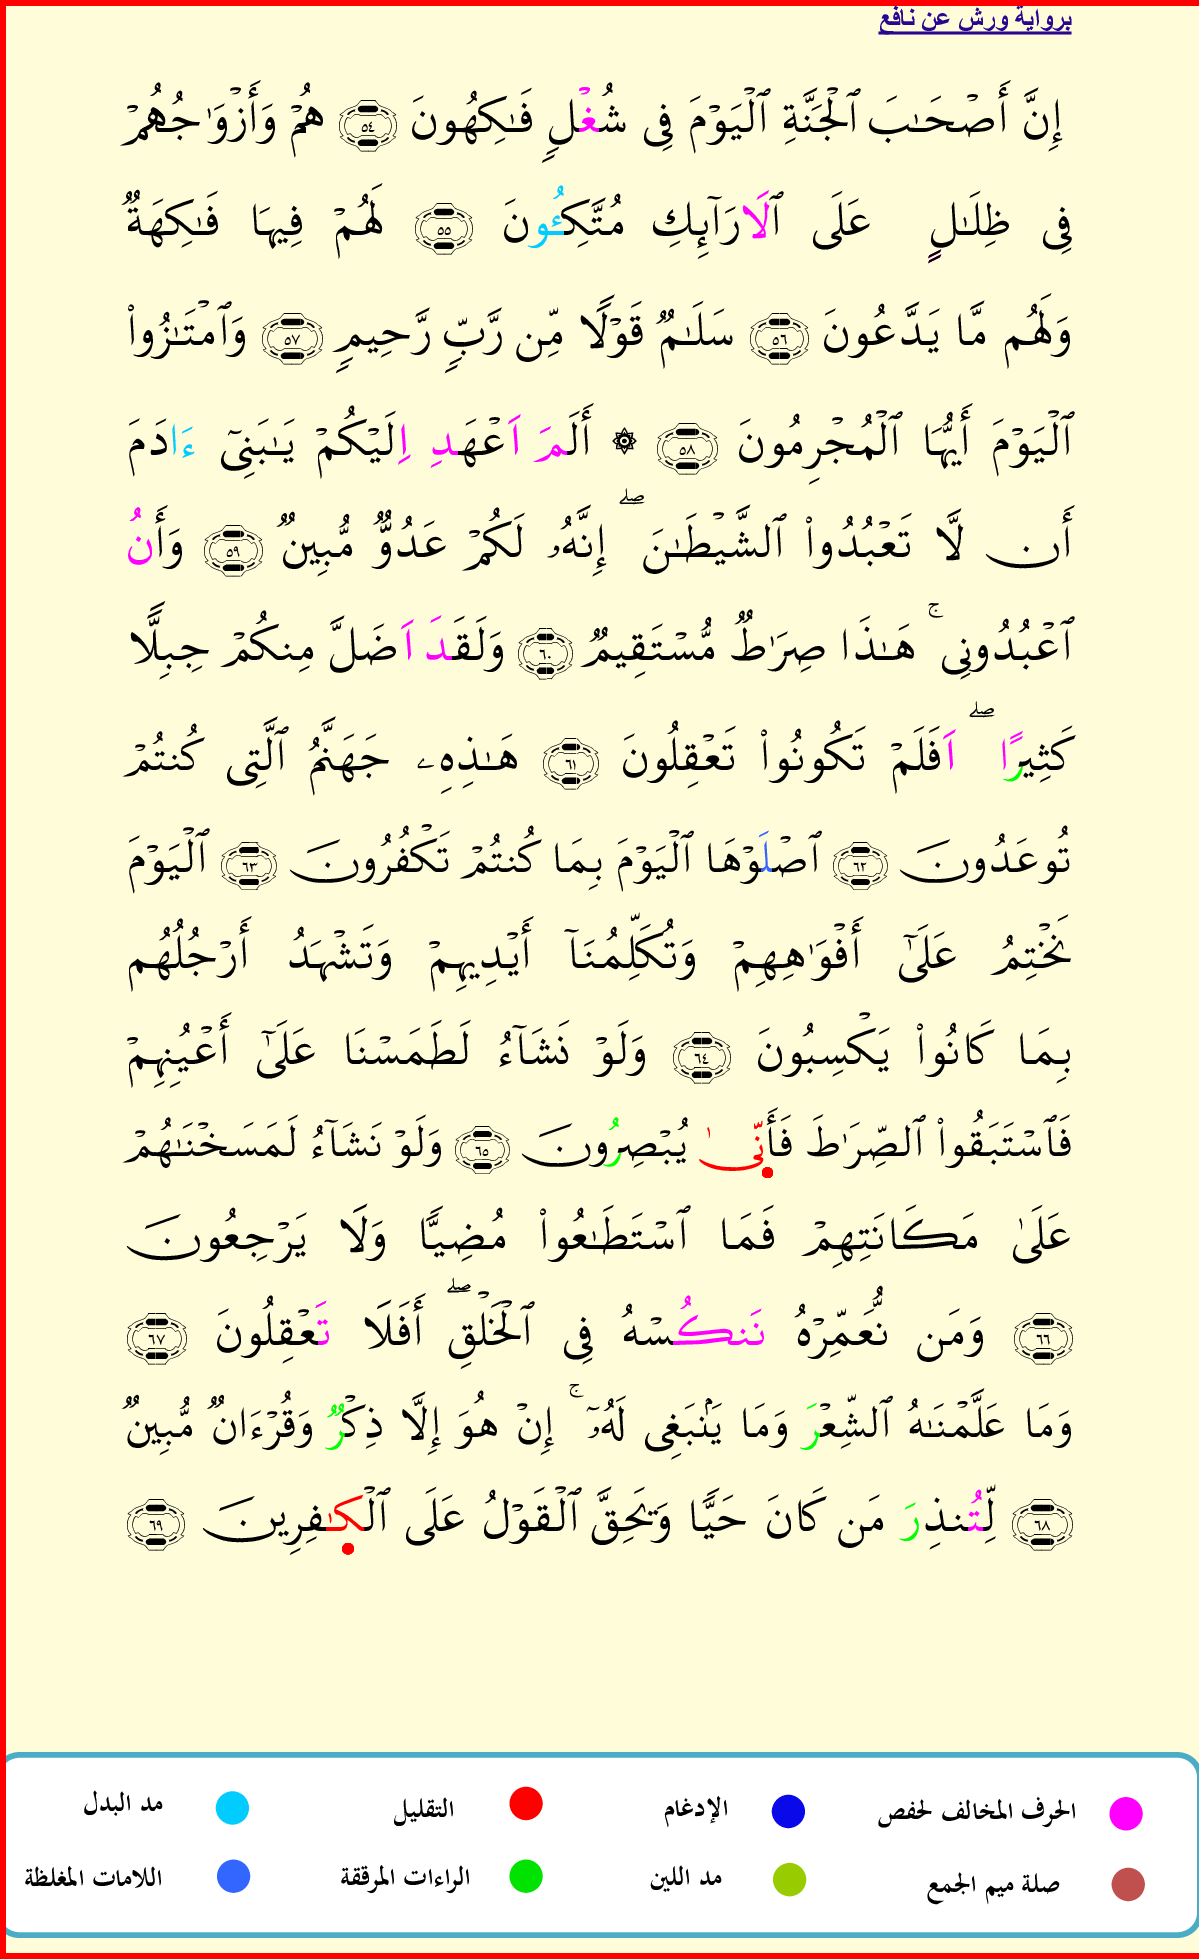 برواية ورش عن نافع
إِنَّ أَصْحَـٰبَ ٱلْجَنَّةِ ٱلْيَوْمَ فِى شُغْلٍ فَـٰكِهُونَ ٥٤ هُمْ وَأَزْوَٰجُهُمْ
فِى ظِلَـٰلٍ عَلَى ٱلَارَآئِكِ مُتَّكِـُٔونَ ٥٥ لَهُمْ فِيهَا فَـٰكِهَةٌ
وَلَهُم مَّا يَدَّعُونَ ٥٦ سَلَـٰمٌ قَوْلًا مِّن رَّبٍّ رَّحِيمٍ ٥٧ وَٱمْتَـٰزُواْ
ٱلْيَوْمَ أَيُّهَا ٱلْمُجْرِمُونَ ٥٨ ۞ أَلَمَ اَعْهَدِ اِلَيْكُمْ يَـٰبَنِىٓ ءَادَمَ
أَن لَّا تَعْبُدُواْ ٱلشَّيْطَـٰنَ ۖ إِنَّهُۥ لَكُمْ عَدُوٌّ مُّبِينٌ ٥٩ وَأَنُ
ٱعْبُدُونِى ۚ هَـٰذَا صِرَٰطٌ مُّسْتَقِيمٌ ٦٠ وَلَقَدَ اَضَلَّ مِنكُمْ جِبِلًّا
كَثِيرًا ۖ اَفَلَمْ تَكُونُواْ تَعْقِلُونَ ٦١ هَـٰذِهِۦ جَهَنَّمُ ٱلَّتِى كُنتُمْ
تُوعَدُونَ ٦٢ ٱصْلَوْهَا ٱلْيَوْمَ بِمَا كُنتُمْ تَكْفُرُونَ ٦٣ ٱلْيَوْمَ
نَخْتِمُ عَلَىٰٓ أَفْوَٰهِهِمْ وَتُكَلِّمُنَآ أَيْدِيهِمْ وَتَشْهَدُ أَرْجُلُهُم
بِمَا كَانُواْ يَكْسِبُونَ ٦٤ وَلَوْ نَشَآءُ لَطَمَسْنَا عَلَىٰٓ أَعْيُنِهِمْ
فَٱسْتَبَقُواْ ٱلصِّرَٰطَ فَأَنّىٰ يُبْصِرُونَ ٦٥ وَلَوْ نَشَآءُ لَمَسَخْنَـٰهُمْ
عَلَىٰ مَكَانَتِهِمْ فَمَا ٱسْتَطَـٰعُواْ مُضِيًّا وَلَا يَرْجِعُونَ
٦٦ وَمَن نُّعَمِّرْهُ نَنكُسْهُ فِى ٱلْخَلْقِ ۖ أَفَلَا تَعْقِلُونَ ٦٧
وَمَا عَلَّمْنَـٰهُ ٱلشِّعْرَ وَمَا يَنۢبَغِى لَهُۥٓ ۚ إِنْ هُوَ إِلَّا ذِكْرٌ وَقُرْءَانٌ مُّبِينٌ
٦٨ لِّتُنذِرَ مَن كَانَ حَيًّا وَيَحِقَّ ٱلْقَوْلُ عَلَى ٱلْكَـٰفِرِينَ ٦٩
الحرف المخالف لحفص الإدغام التقليل مد البدل
صلة ميم الجمع مد اللين الراءات المرققة اللامات المغلظة